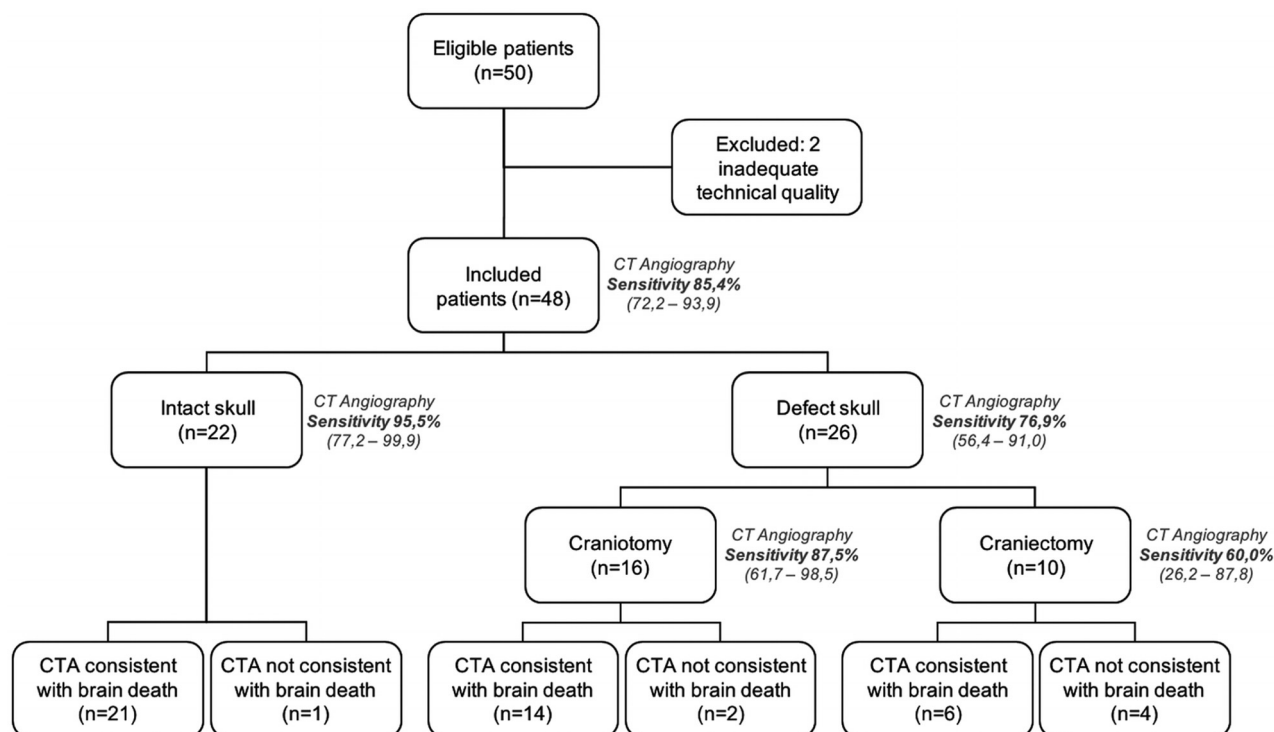 Eligible patients
(n=50)
Excluded: 2
inadequate
technical quality
Included
patients (n=48)
CT Angiography
Sensitivity 85,4%
(72,2 – 93,9)
Intact skull
(n=22)
CT Angiography
Sensitivity 95,5%
(77,2 – 99,9)
Defect skull
(n=26)
CT Angiography
Sensitivity 76,9%
(56,4 – 91,0)
Craniotomy
(n=16)
CT Angiography
Sensitivity 87,5%
(61,7 – 98,5)
Craniectomy
(n=10)
CT Angiography
Sensitivity 60,0%
(26,2 – 87,8)
CTA consistent
with brain death
(n=21)
CTA not consistent
with brain death
(n=1)
CTA consistent
with brain death
(n=14)
CTA not consistent
with brain death
(n=2)
CTA consistent
with brain death
(n=6)
CTA not consistent
with brain death
(n=4)